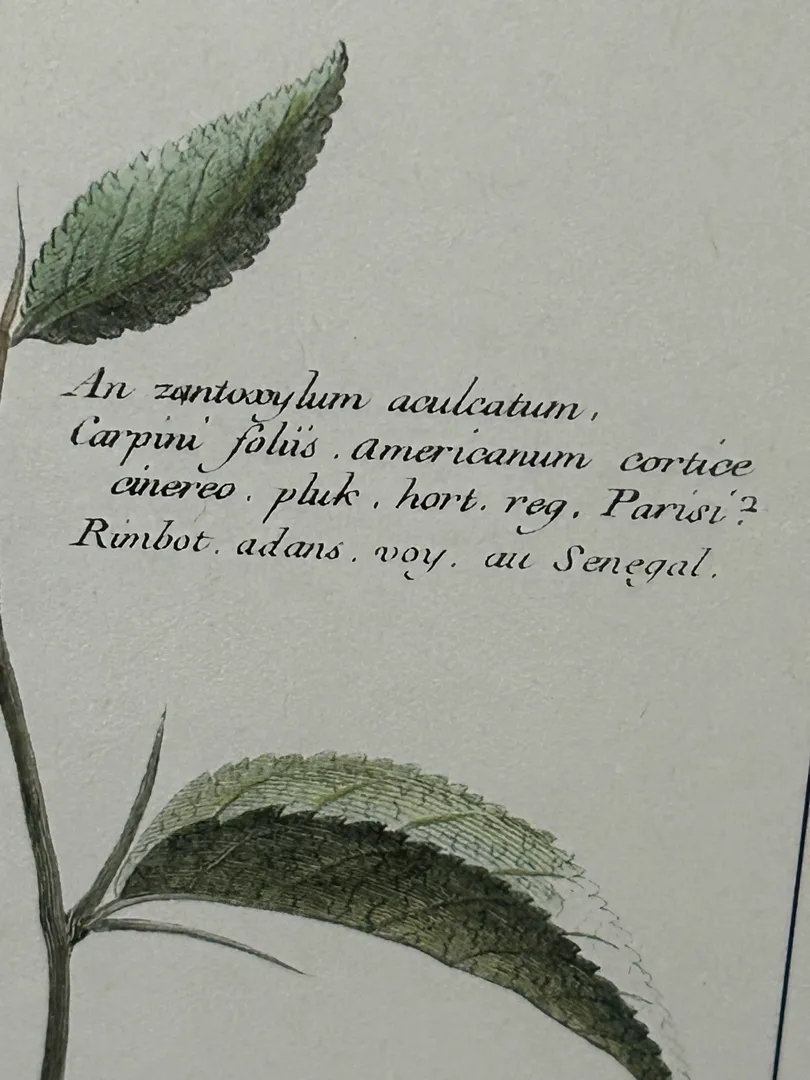 An zantoxylum aculeatum,
Carpini foliis . americanum cortice
cinereo . pluk . hort. reg. Parisi?
Rimbot. adans. voy. au Senegal.